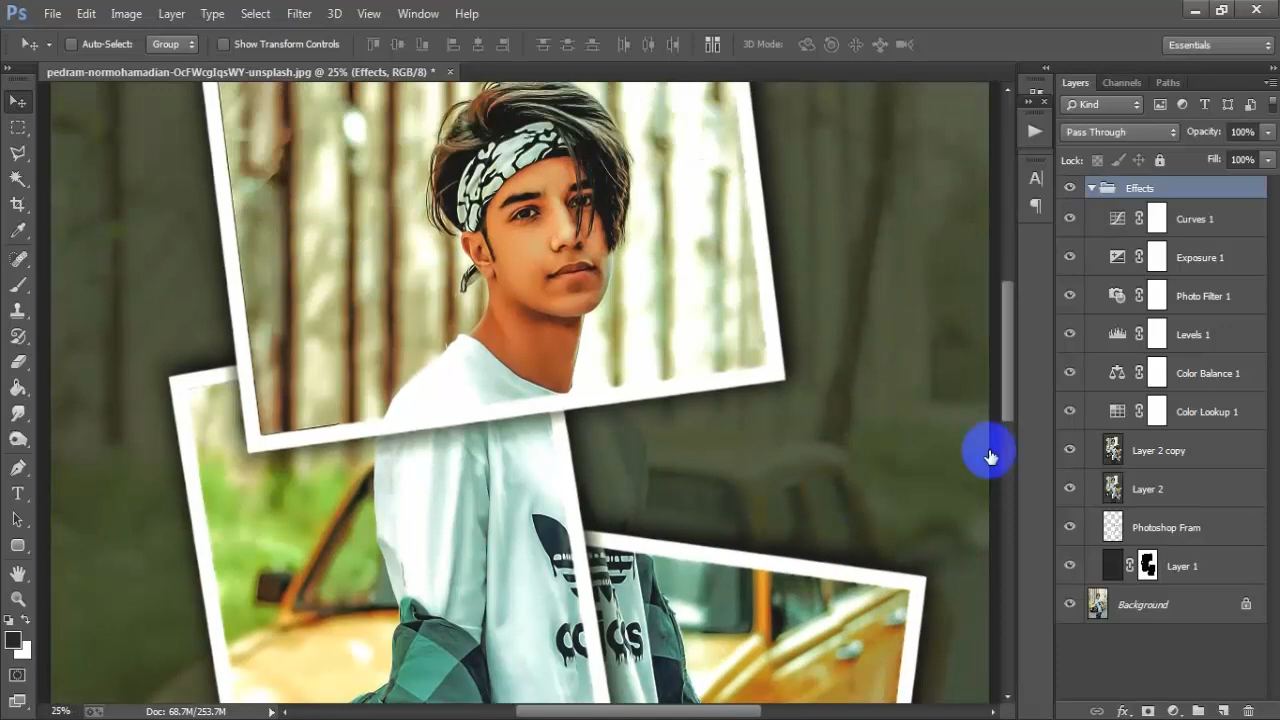 Ps File Edit Image Layer Type Select Filter 3D View Window Help
Auto-Select: Group Show Transform Controls 3D Mode: Essentials
pedram-normohamadian-OcFWcgIqsWY-unsplash.jpg @ 25% (Effects, RGB/8) *
Layers Channels Paths
Kind
Pass Through Opacity: 100%
Lock: Fill: 100%
Effects
Curves 1
Exposure 1
Photo Filter 1
Levels 1
Color Balance 1
Color Lookup 1
Layer 2 copy
Layer 2
Photoshop Fram
Layer 1
Background
25% Doc: 68.7M/253.7M